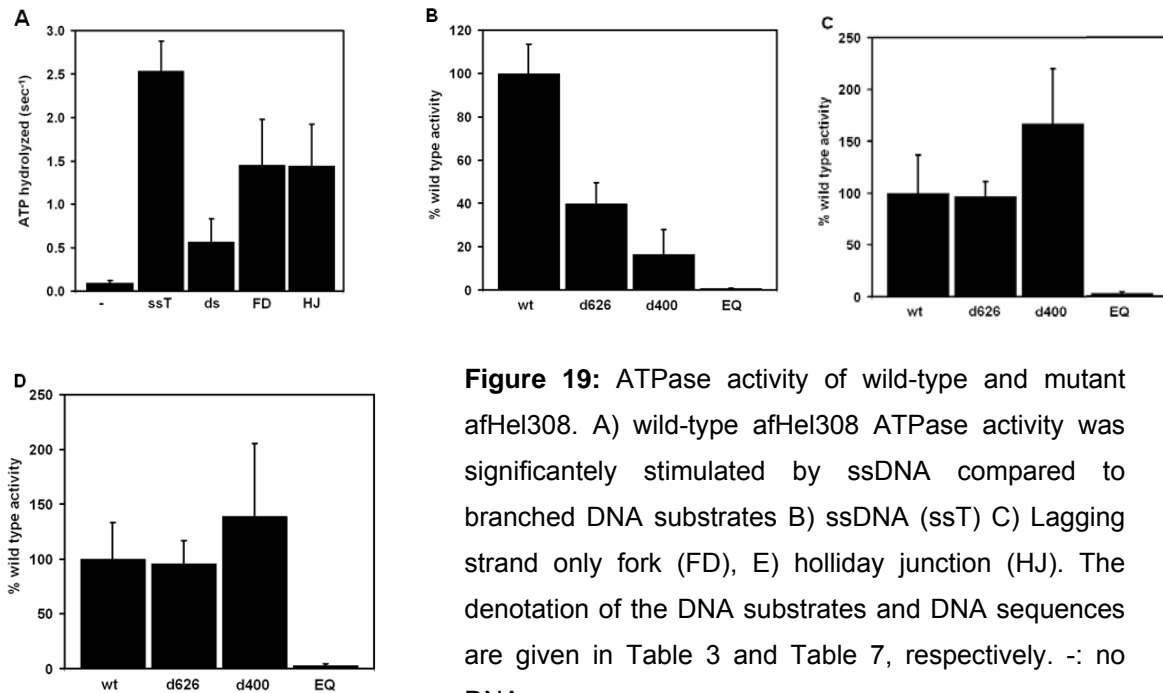 A
3.0
2.5
2.0
1.5
1.0
0.5
0.0
ATP hydrolyzed (sec⁻¹)
- ssT ds FD HJ
B
120
100
80
60
40
20
0
% wild type activity
wt d626 d400 EQ
C
250
200
150
100
50
0
% wild type activity
wt d626 d400 EQ
D
250
200
150
100
50
0
% wild type activity
wt d626 d400 EQ
Figure 19: ATPase activity of wild-type and mutant
afHel308. A) wild-type afHel308 ATPase activity was
significantely stimulated by ssDNA compared to
branched DNA substrates B) ssDNA (ssT) C) Lagging
strand only fork (FD), E) holliday junction (HJ). The
denotation of the DNA substrates and DNA sequences
are given in Table 3 and Table 7, respectively. -: no